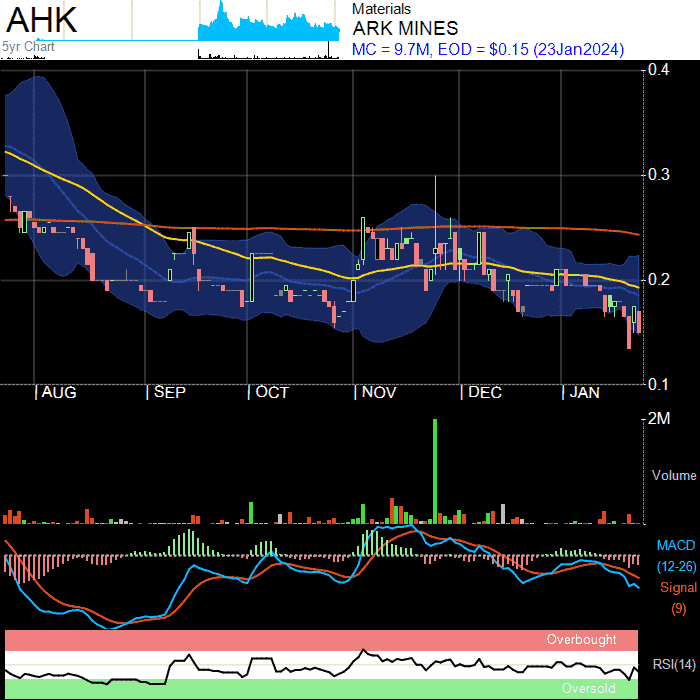 AHK
5yr Chart
Materials
ARK MINES
MC = 9.7M, EOD = $0.15 (23Jan2024)
0.4
0.3
0.2
0.1
| AUG | SEP | OCT | NOV | DEC | JAN
2M
Volume
MACD
(12-26)
Signal
(9)
Overbought
RSI(14)
Oversold